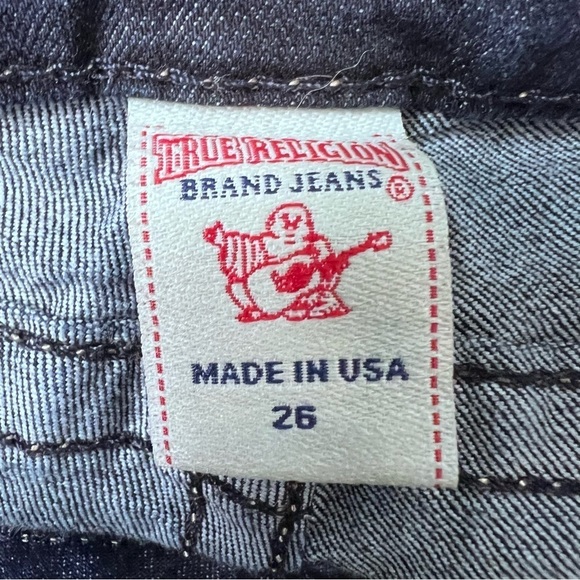 TRUE RELIGION
BRAND JEANS®
MADE IN USA
26